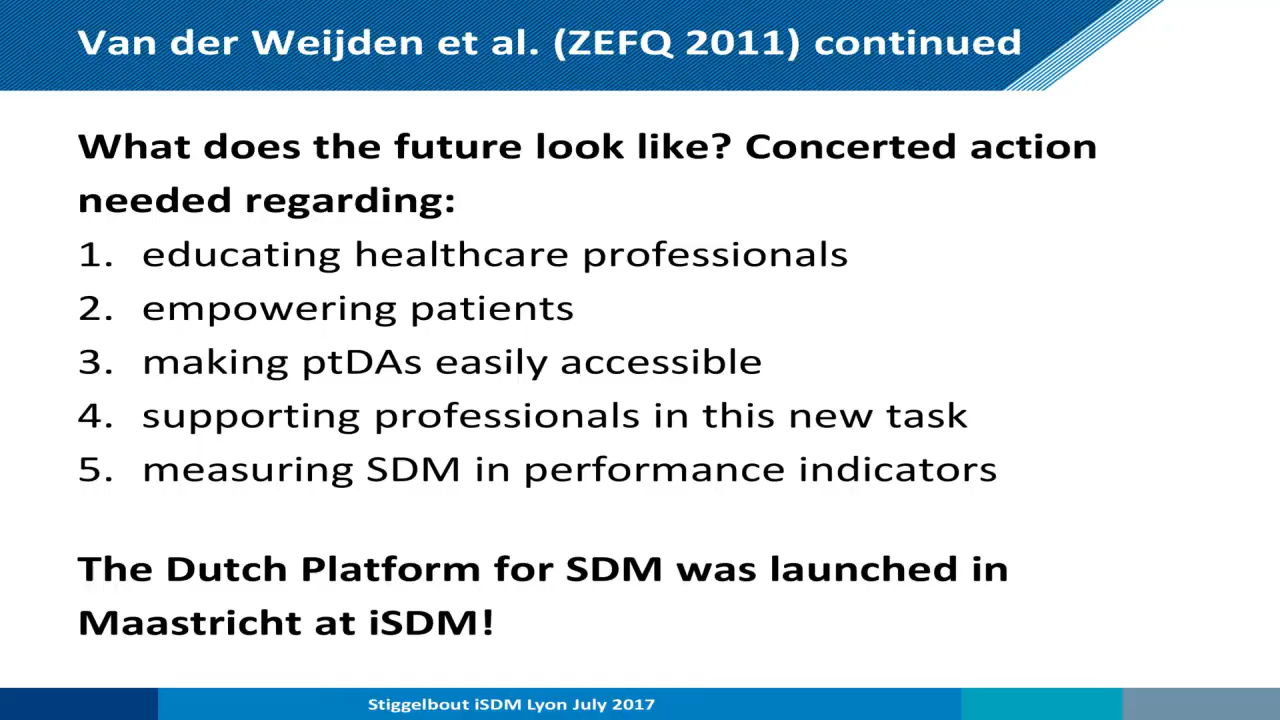 Van der Weijden et al. (ZEFQ 2011) continued
What does the future look like? Concerted action
needed regarding:
1. educating healthcare professionals
2. empowering patients
3. making ptDAs easily accessible
4. supporting professionals in this new task
5. measuring SDM in performance indicators
The Dutch Platform for SDM was launched in
Maastricht at iSDM!
Stiggelbout iSDM Lyon July 2017